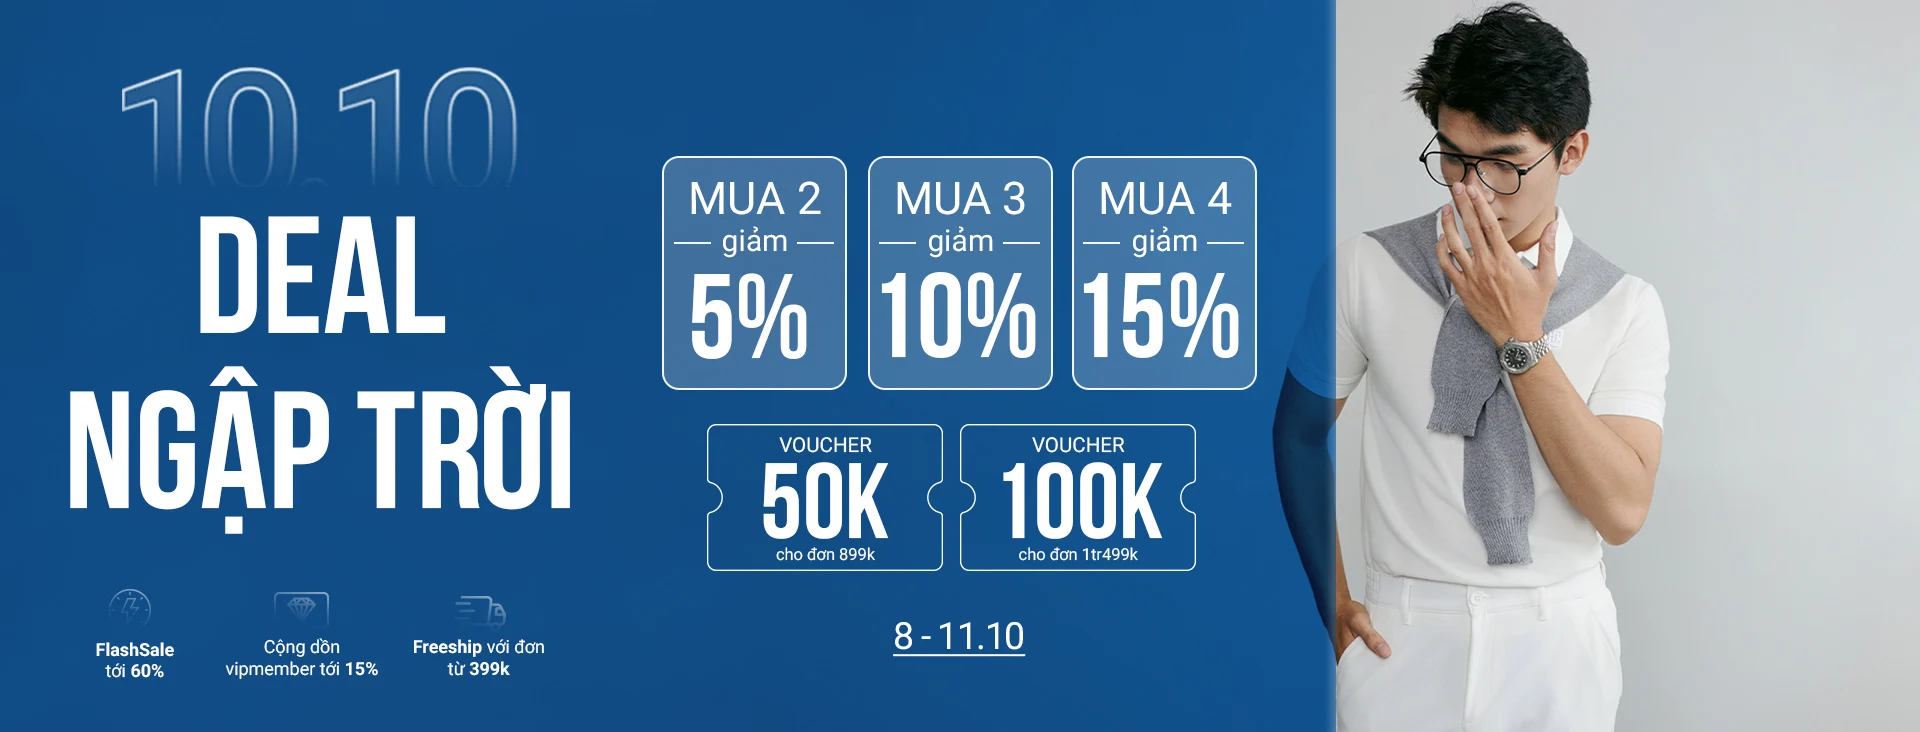 10.10
DEAL
NGẬP TRỜI
FlashSale
tới 60%
Cộng dồn
vipmember tới 15%
Freeship với đơn
từ 399k
MUA 2
giảm
5%
MUA 3
giảm
10%
MUA 4
giảm
15%
VOUCHER
50K
cho đơn 899k
VOUCHER
100K
cho đơn 1tr499k
8 - 11.10